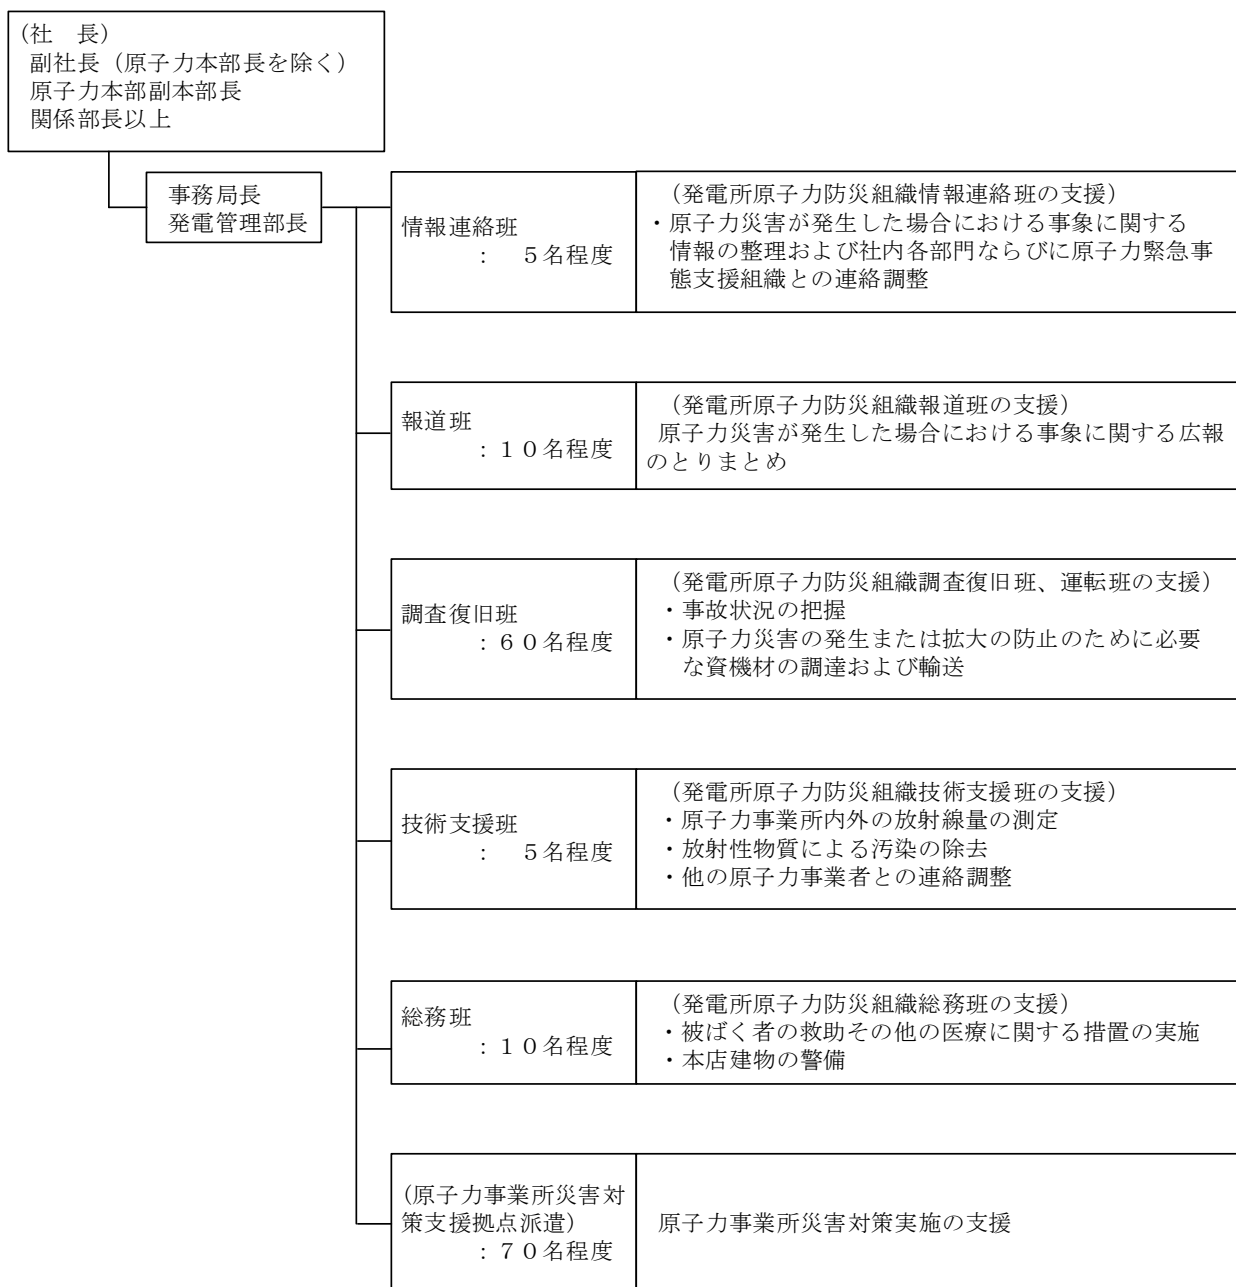 (社　長)
副社長（原子力本部長を除く）
原子力本部副本部長
関係部長以上
事務局長
発電管理部長
情報連絡班
：　５名程度
（発電所原子力防災組織情報連絡班の支援）
・原子力災害が発生した場合における事象に関する
情報の整理および社内各部門ならびに原子力緊急事
態支援組織との連絡調整
報道班
：１０名程度
（発電所原子力防災組織報道班の支援）
原子力災害が発生した場合における事象に関する広報
のとりまとめ
調査復旧班
：６０名程度
（発電所原子力防災組織調査復旧班、運転班の支援）
・事故状況の把握
・原子力災害の発生または拡大の防止のために必要
な資機材の調達および輸送
技術支援班
：　５名程度
（発電所原子力防災組織技術支援班の支援）
・原子力事業所内外の放射線量の測定
・放射性物質による汚染の除去
・他の原子力事業者との連絡調整
総務班
：１０名程度
（発電所原子力防災組織総務班の支援）
・被ばく者の救助その他の医療に関する措置の実施
・本店建物の警備
(原子力事業所災害対
策支援拠点派遣）
：７０名程度
原子力事業所災害対策実施の支援